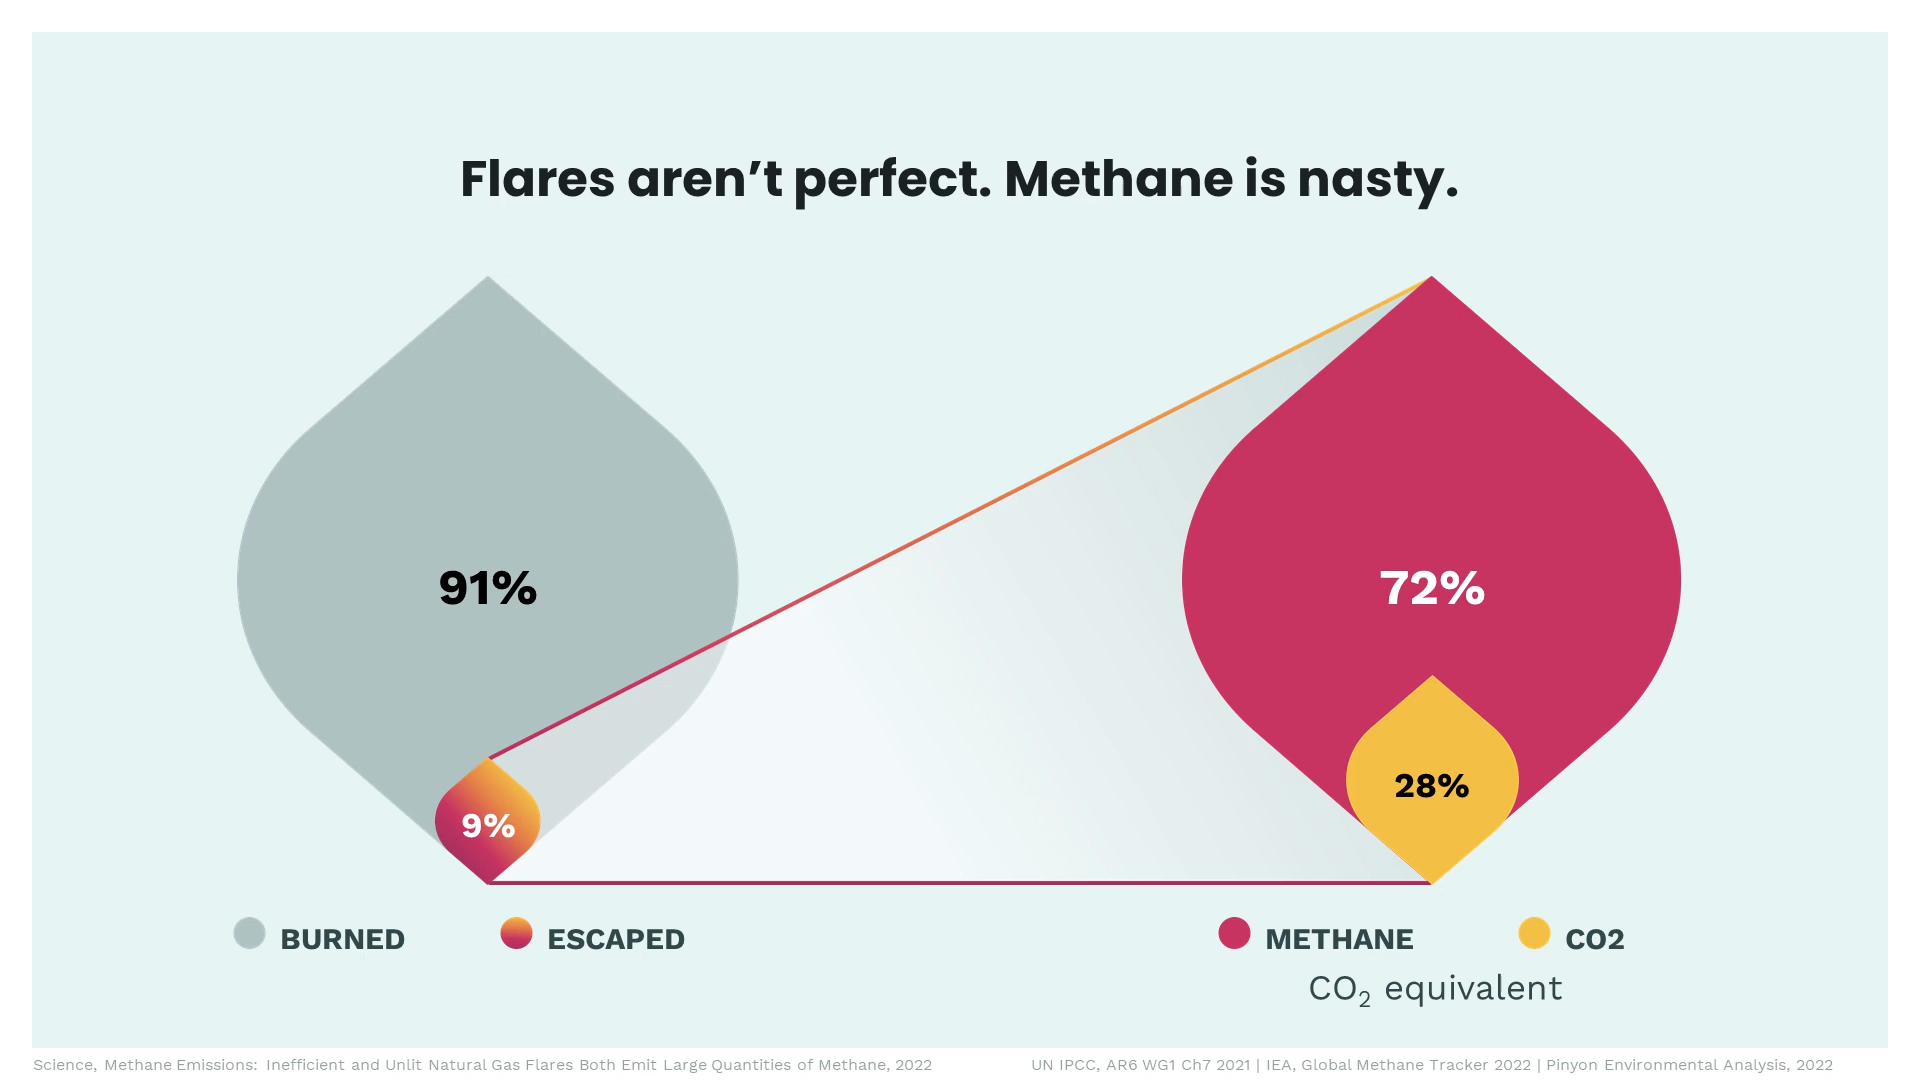 Flares aren’t perfect. Methane is nasty.
91%
9%
72%
28%
BURNED
ESCAPED
METHANE
CO2
CO₂ equivalent
Science, Methane Emissions: Inefficient and Unlit Natural Gas Flares Both Emit Large Quantities of Methane, 2022
UN IPCC, AR6 WG1 Ch7 2021 | IEA, Global Methane Tracker 2022 | Pinyon Environmental Analysis, 2022